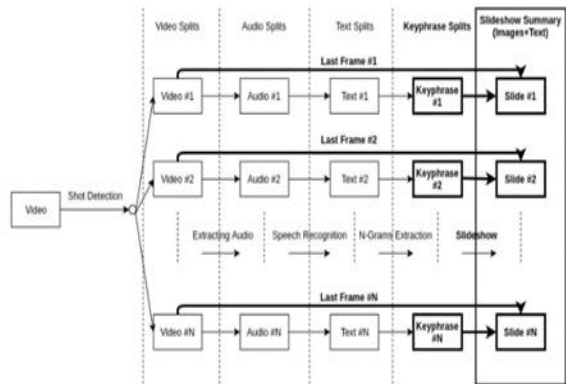 Video Splits
Audio Splits
Text Splits
Keyphrase Splits
Slideshow Summary
(Images+Text)
Last Frame #1
Video #1
Audio #1
Text #1
Keyphrase
#1
Slide #1
Last Frame #2
Video #2
Audio #2
Text #2
Keyphrase
#2
Slide #2
Video
Shot Detection
Extracting Audio
Speech Recognition
N-Grams Extraction
Slideshow
Last Frame #N
Video #N
Audio #N
Text #N
Keyphrase
#N
Slide #N